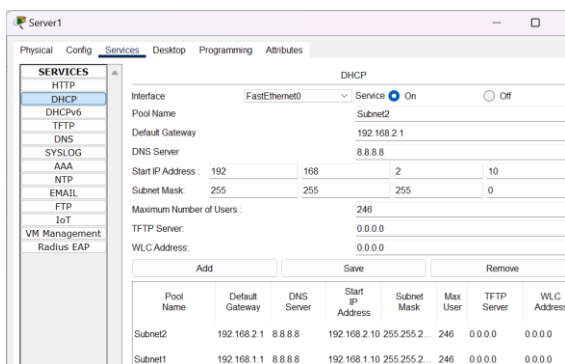 Server1
Physical Config Services Desktop Programming Attributes
SERVICES
HTTP
DHCP
DHCPv6
TFTP
DNS
SYSLOG
AAA
NTP
EMAIL
FTP
IoT
VM Management
Radius EAP
DHCP
Interface FastEthernet0 Service On Off
Pool Name Subnet2
Default Gateway 192.168.2.1
DNS Server 8.8.8.8
Start IP Address : 192 168 2 10
Subnet Mask: 255 255 255 0
Maximum Number of Users : 246
TFTP Server: 0.0.0.0
WLC Address: 0.0.0.0
Add Save Remove
Pool Name Default Gateway DNS Server Start IP Address Subnet Mask Max User TFTP Server WLC Address
Subnet2 192.168.2.1 8.8.8.8 192.168.2.10 255.255.2... 246 0.0.0.0 0.0.0.0
Subnet1 192.168.1.1 8.8.8.8 192.168.1.10 255.255.2... 246 0.0.0.0 0.0.0.0